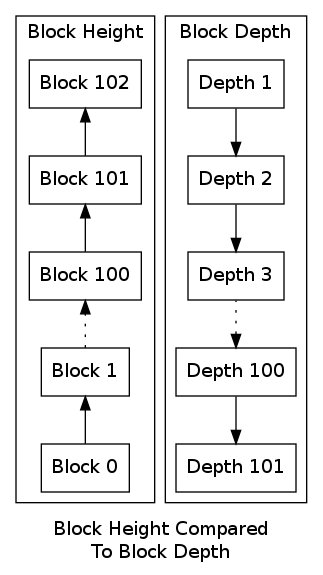 Block Height
Block 102
Block 101
Block 100
Block 1
Block 0
Block Depth
Depth 1
Depth 2
Depth 3
Depth 100
Depth 101
Block Height Compared
To Block Depth